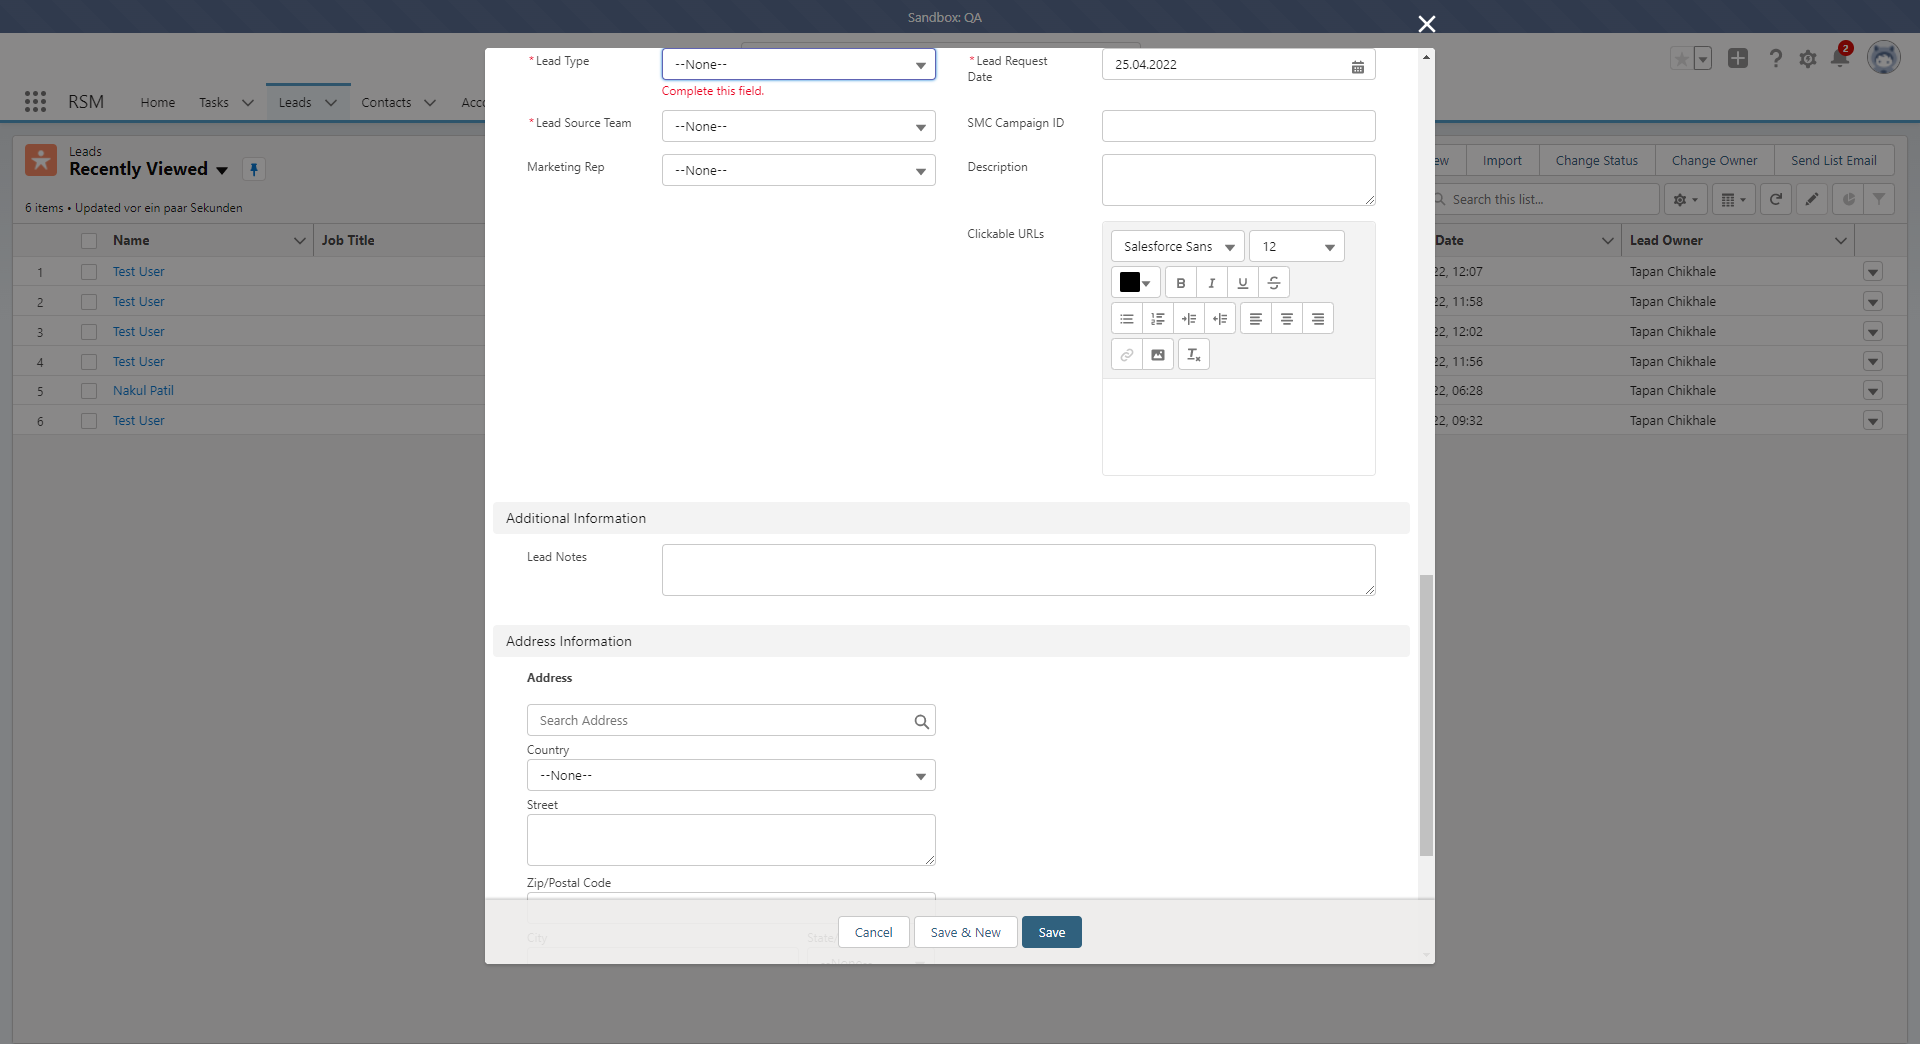 Sandbox: QA
2
RSM
Home
Tasks
Leads
Contacts
Leads
Recently Viewed
Import
Change Status
Change Owner
Send List Email
6 items • Updated vor ein paar Sekunden
Search this list...
Name
Job Title
Date
Lead Owner
1
Test User
22, 12:07
Tapan Chikhale
2
Test User
22, 11:58
Tapan Chikhale
3
Test User
22, 12:02
Tapan Chikhale
4
Test User
22, 11:56
Tapan Chikhale
5
Nakul Patil
22, 06:28
Tapan Chikhale
6
Test User
22, 09:32
Tapan Chikhale
*Lead Type
--None--
Complete this field.
*Lead Request
Date
25.04.2022
*Lead Source Team
--None--
SMC Campaign ID
Marketing Rep
--None--
Description
Clickable URLs
Salesforce Sans
12
B
I
U
S
Additional Information
Lead Notes
Address Information
Address
Search Address
Country
--None--
Street
Zip/Postal Code
City
State/
--None--
Cancel
Save & New
Save